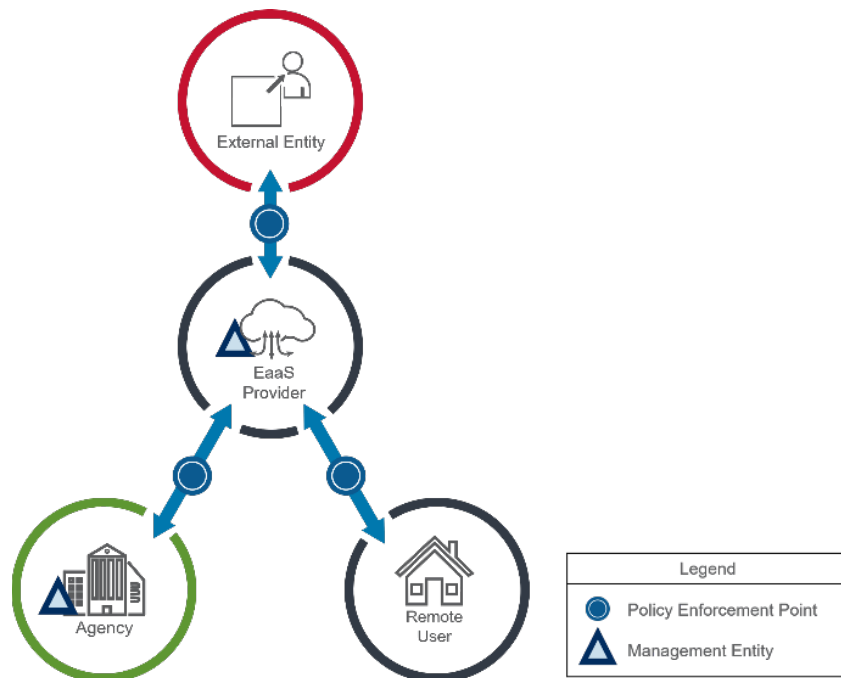 External Entity
EaaS
Provider
Agency
Remote
User
Legend
Policy Enforcement Point
Management Entity